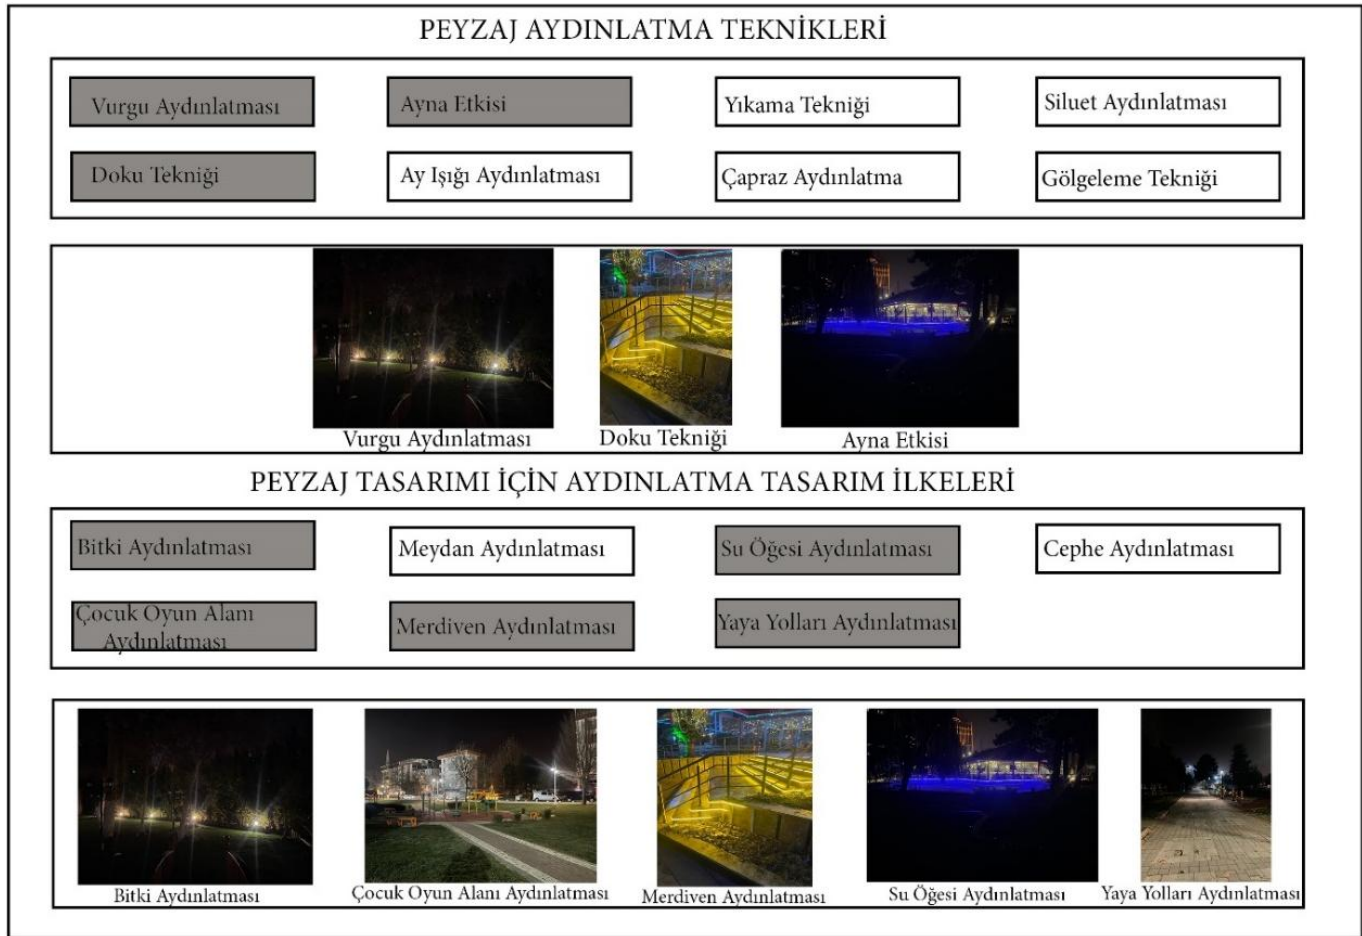 PEYZAJ AYDINLATMA TEKNİKLERİ
Vurgu Aydınlatması
Ayna Etkisi
Yıkama Tekniği
Siluet Aydınlatması
Doku Tekniği
Ay Işığı Aydınlatması
Çapraz Aydınlatma
Gölgeleme Tekniği
Vurgu Aydınlatması
Doku Tekniği
Ayna Etkisi
PEYZAJ TASARIMI İÇİN AYDINLATMA TASARIM İLKELERİ
Bitki Aydınlatması
Meydan Aydınlatması
Su Öğesi Aydınlatması
Cephe Aydınlatması
Çocuk Oyun Alanı
Aydınlatması
Merdiven Aydınlatması
Yaya Yolları Aydınlatması
Bitki Aydınlatması
Çocuk Oyun Alanı Aydınlatması
Merdiven Aydınlatması
Su Öğesi Aydınlatması
Yaya Yolları Aydınlatması